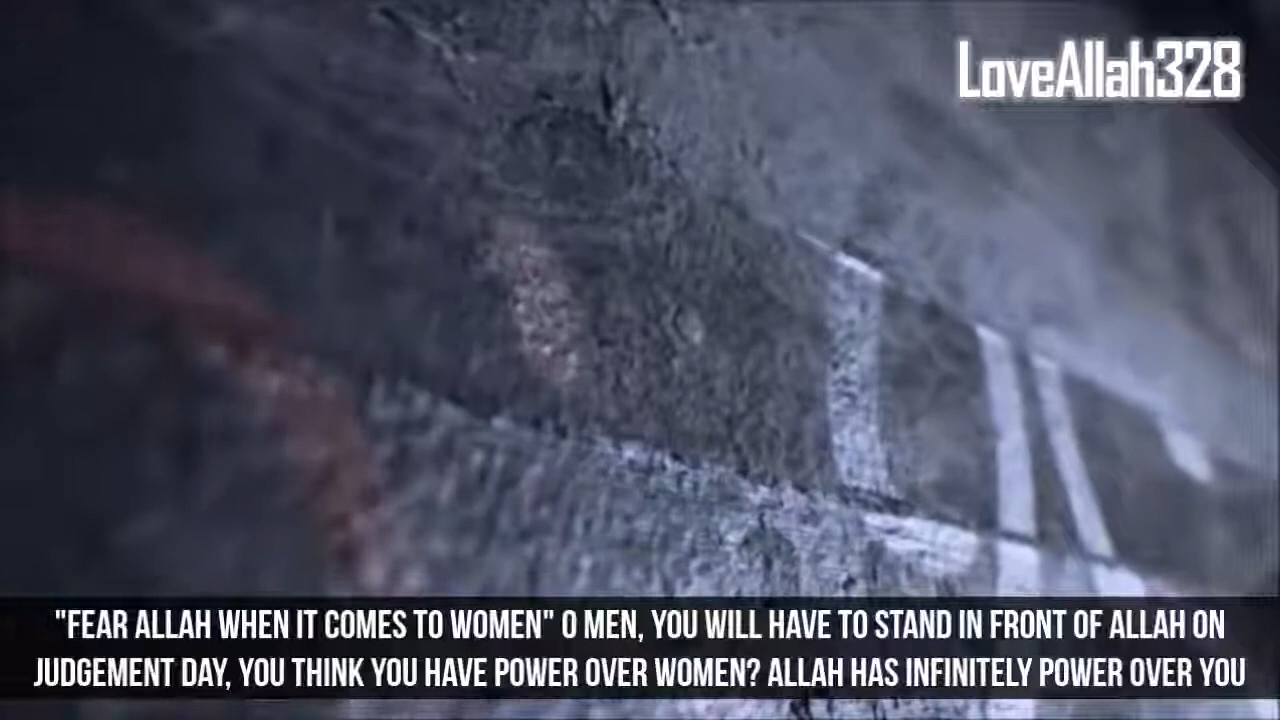 LoveAllah328
"FEAR ALLAH WHEN IT COMES TO WOMEN" O MEN, YOU WILL HAVE TO STAND IN FRONT OF ALLAH ON
JUDGEMENT DAY, YOU THINK YOU HAVE POWER OVER WOMEN? ALLAH HAS INFINITELY POWER OVER YOU